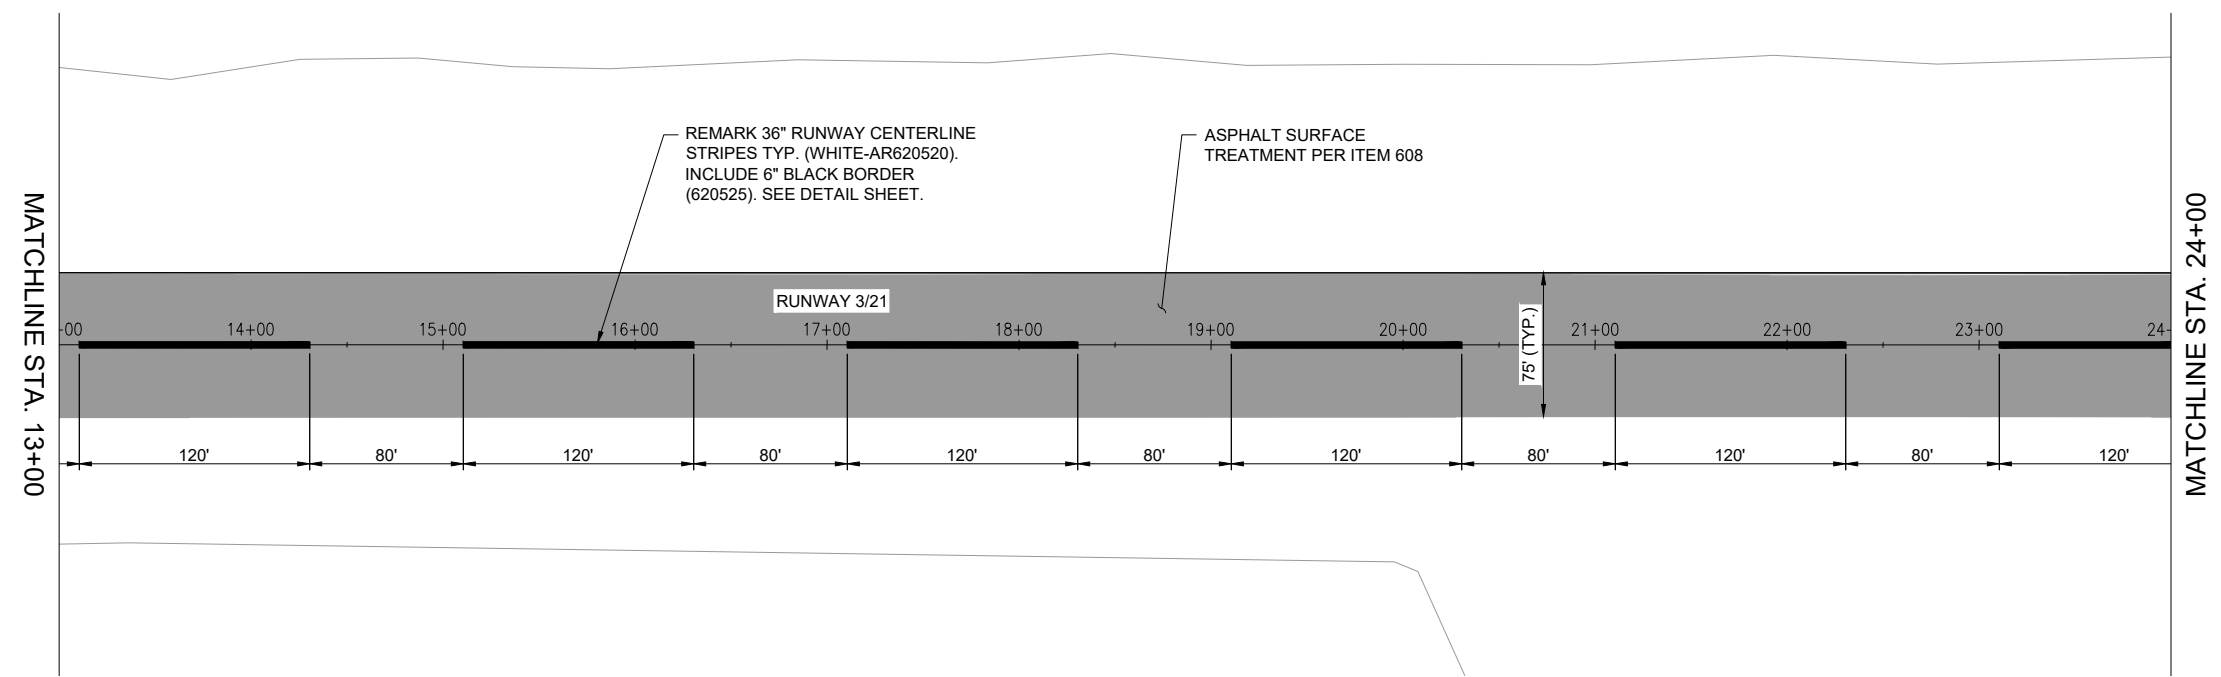 REMARK 36" RUNWAY CENTERLINE
STRIPES TYP. (WHITE-AR620520).
INCLUDE 6" BLACK BORDER
(620525). SEE DETAIL SHEET.
ASPHALT SURFACE
TREATMENT PER ITEM 608
MATCHLINE STA. 13+00
MATCHLINE STA. 24+00
RUNWAY 3/21
-00 14+00 15+00 16+00 17+00 18+00 19+00 20+00 21+00 22+00 23+00 24-
75' (TYP.)
120' 80' 120' 80' 120' 80' 120' 80' 120' 80' 120'